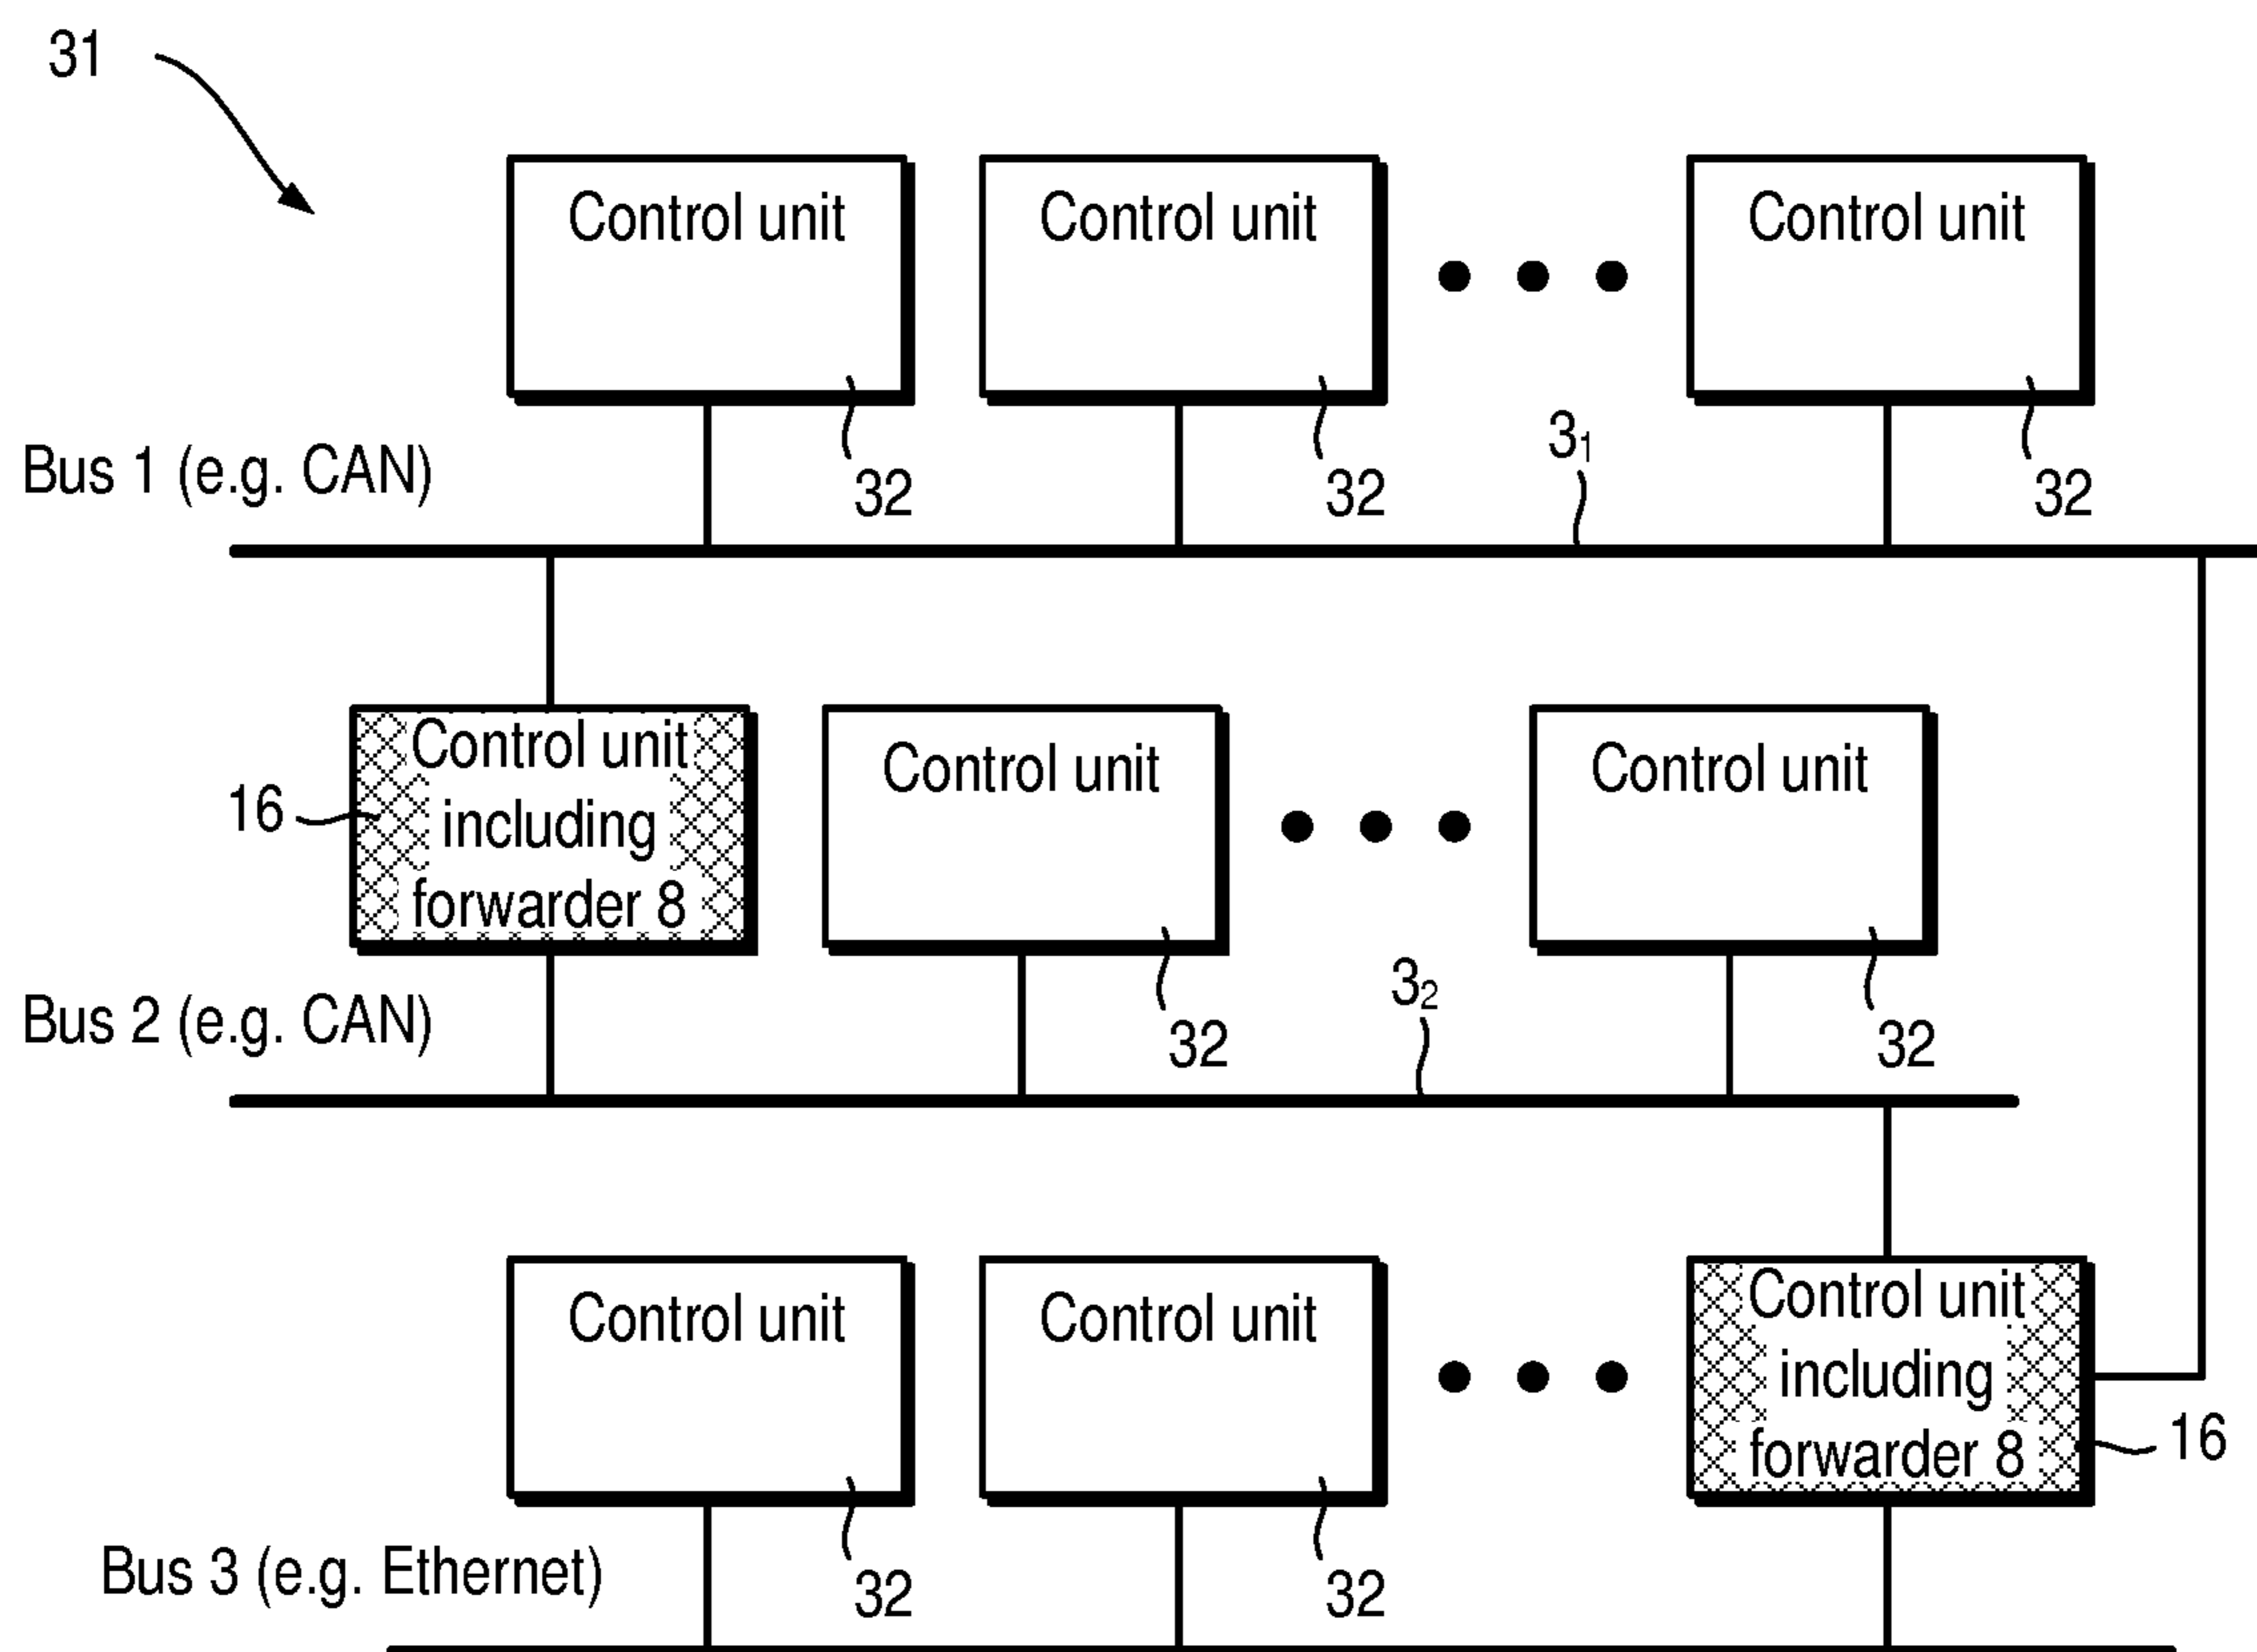 31
Control unit
Control unit
Control unit
Bus 1 (e.g. CAN)
32
32
3₁
32
16
Control unit
including
forwarder 8
Control unit
Control unit
Bus 2 (e.g. CAN)
32
3₂
32
Control unit
Control unit
Control unit
including
forwarder 8
16
Bus 3 (e.g. Ethernet)
32
32